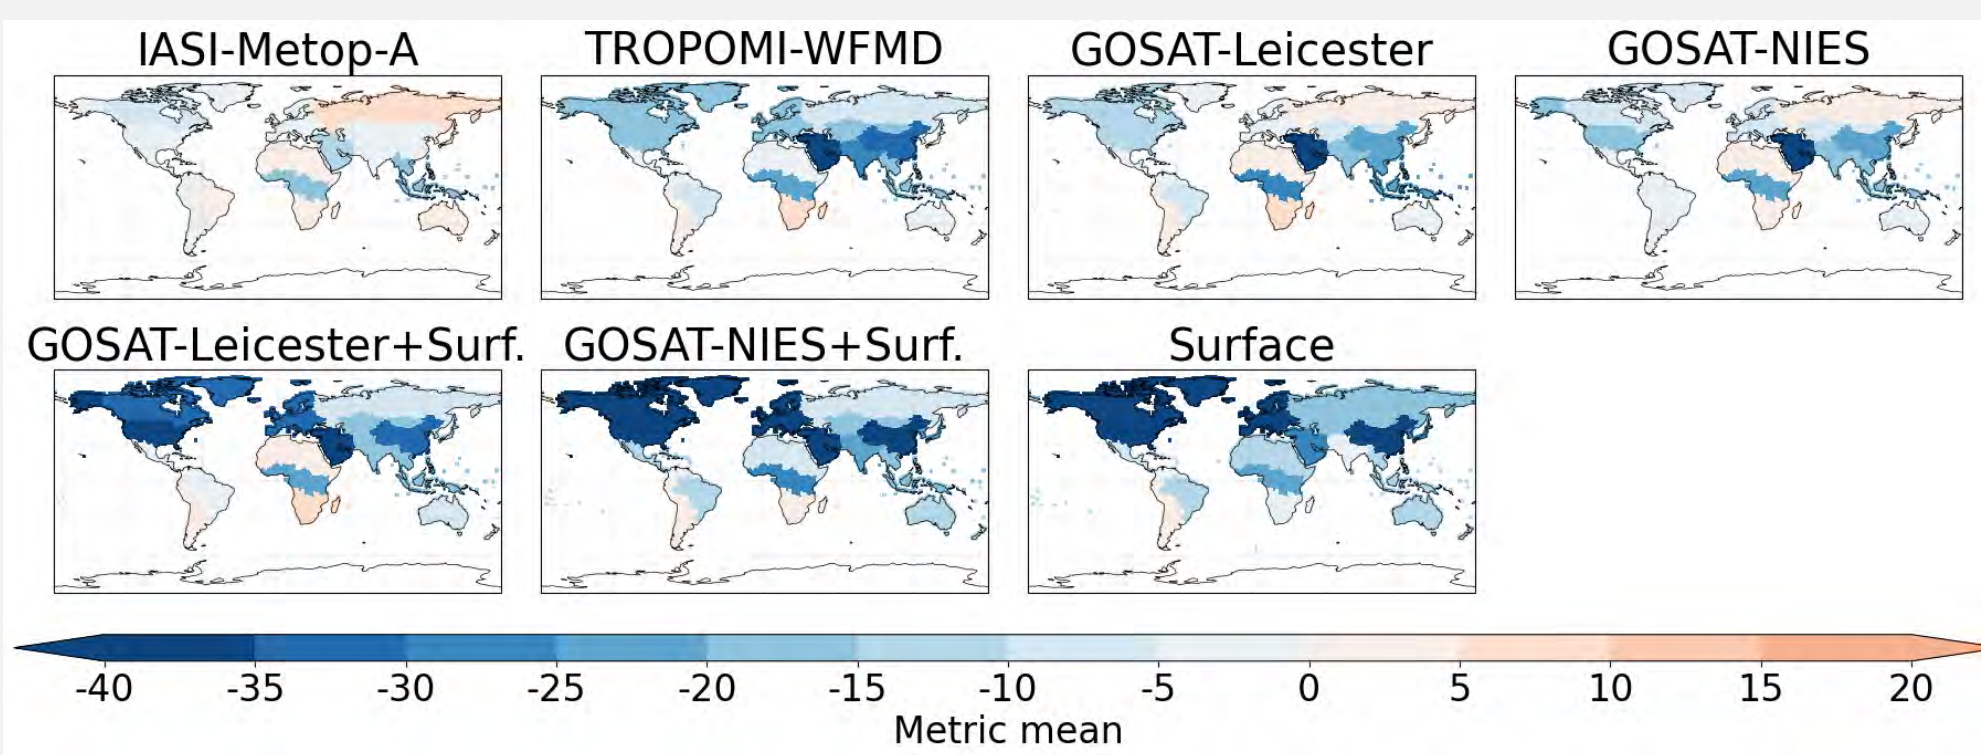 IASI-Metop-A TROPOMI-WFMD GOSAT-Leicester GOSAT-NIES
GOSAT-Leicester+Surf. GOSAT-NIES+Surf. Surface
-40 -35 -30 -25 -20 -15 -10 -5 0 5 10 15 20
Metric mean